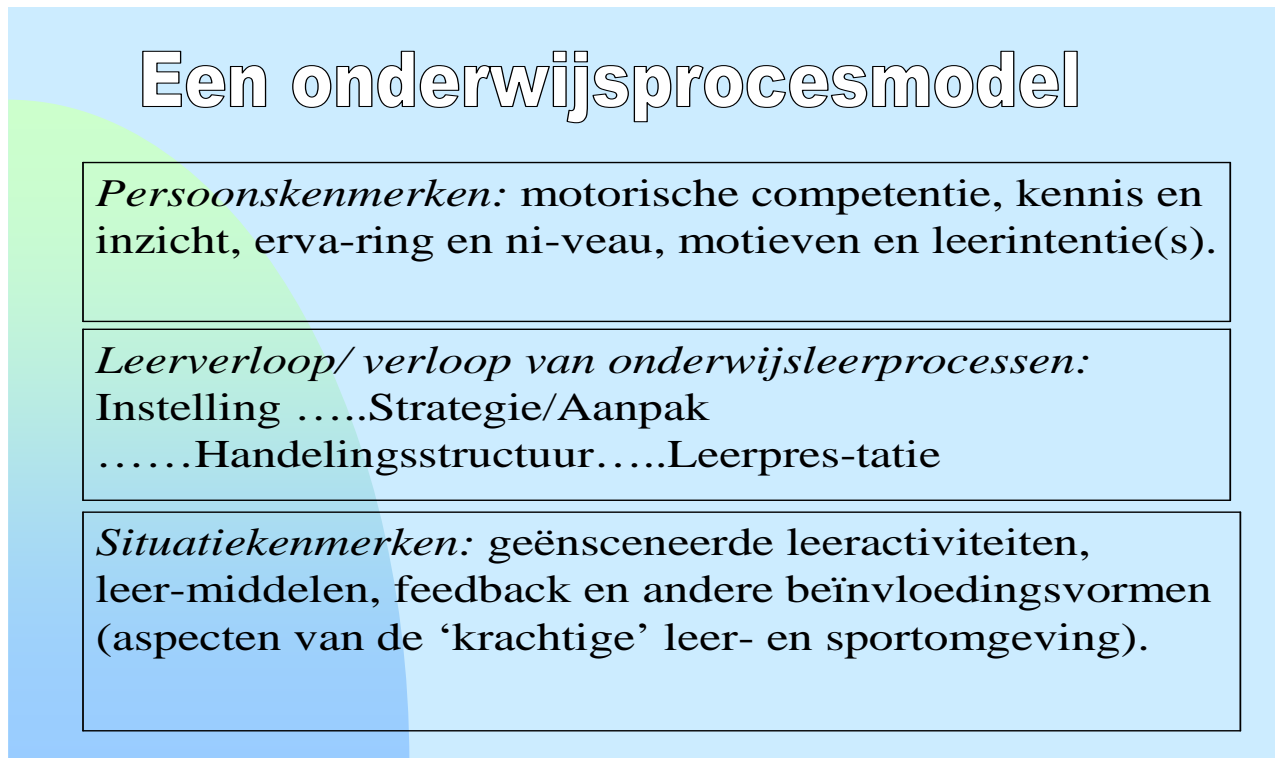 Een onderwijsprocesmodel
Persoonskenmerken: motorische competentie, kennis en
inzicht, erva-ring en ni-veau, motieven en leerintentie(s).
Leerverloop/ verloop van onderwijsleerprocessen:
Instelling …..Strategie/Aanpak
……Handelingsstructuur…..Leerpres-tatie
Situatiekenmerken: geënsceneerde leeractiviteiten,
leer-middelen, feedback en andere beïnvloedingsvormen
(aspecten van de ‘krachtige’ leer- en sportomgeving).